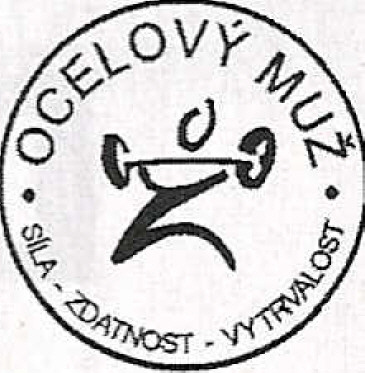 OCELOVÝ MUŽ
SÍLA - ZDATNOST - VYTRVALOST